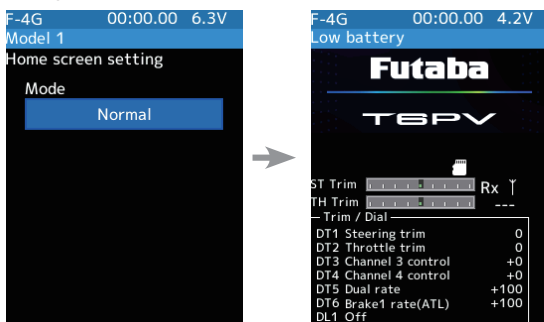 F-4G 00:00.00 6.3V
Model 1
Home screen setting
Mode
Normal
F-4G 00:00.00 4.2V
Low battery
Futaba
T6PV
ST Trim Rx
TH Trim ---
Trim / Dial
DT1 Steering trim 0
DT2 Throttle trim 0
DT3 Channel 3 control +0
DT4 Channel 4 control +0
DT5 Dual rate +100
DT6 Brake1 rate(ATL) +100
DL1 Off